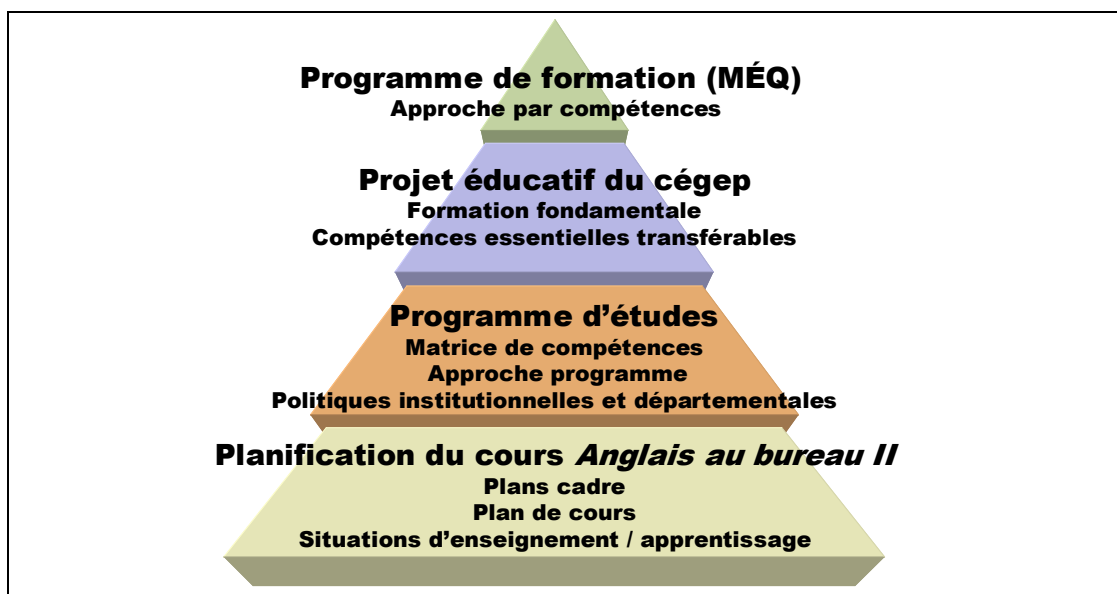 Programme de formation (MÉQ)
Approche par compétences
Projet éducatif du cégep
Formation fondamentale
Compétences essentielles transférables
Programme d’études
Matrice de compétences
Approche programme
Politiques institutionnelles et départementales
Planification du cours Anglais au bureau II
Plans cadre
Plan de cours
Situations d’enseignement / apprentissage